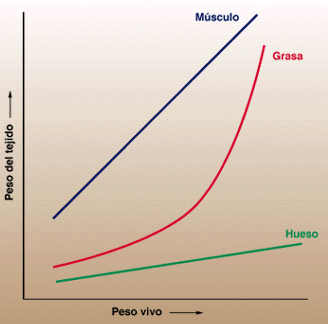 Músculo
Grasa
Hueso
Peso del tejido
Peso vivo